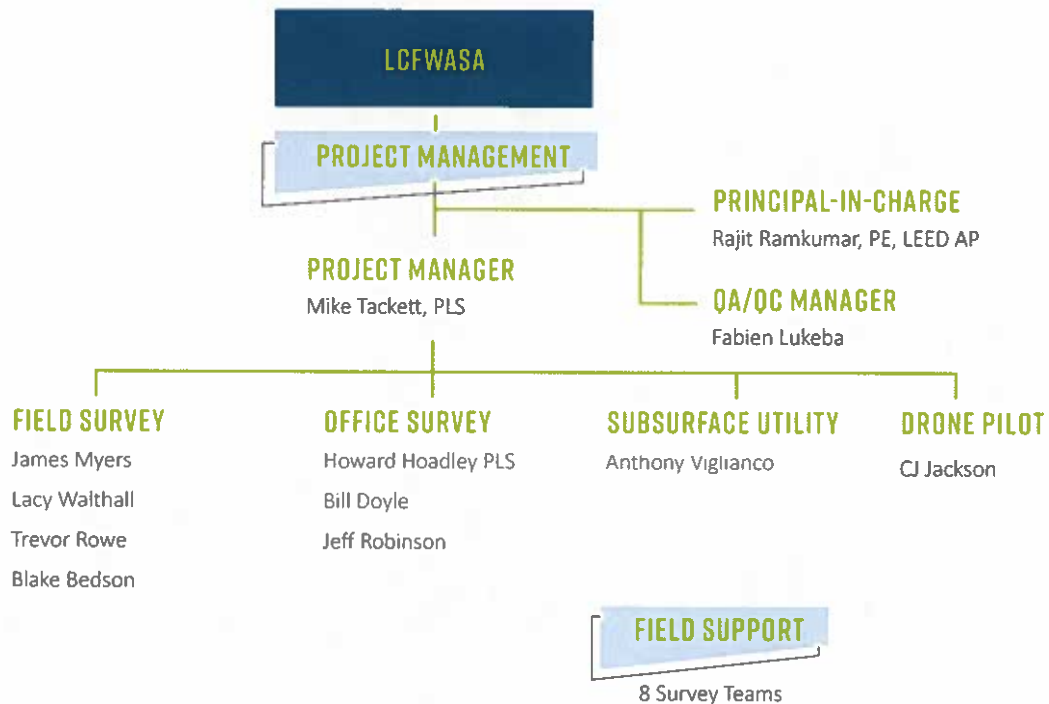 LCFWASA
PROJECT MANAGEMENT
PRINCIPAL-IN-CHARGE
Rajit Ramkumar, PE, LEED AP
PROJECT MANAGER
Mike Tackett, PLS
QA/QC MANAGER
Fabien Lukeba
FIELD SURVEY
James Myers
Lacy Walthall
Trevor Rowe
Blake Bedson
OFFICE SURVEY
Howard Hoadley PLS
Bill Doyle
Jeff Robinson
SUBSURFACE UTILITY
Anthony Viglianco
DRONE PILOT
CJ Jackson
FIELD SUPPORT
8 Survey Teams